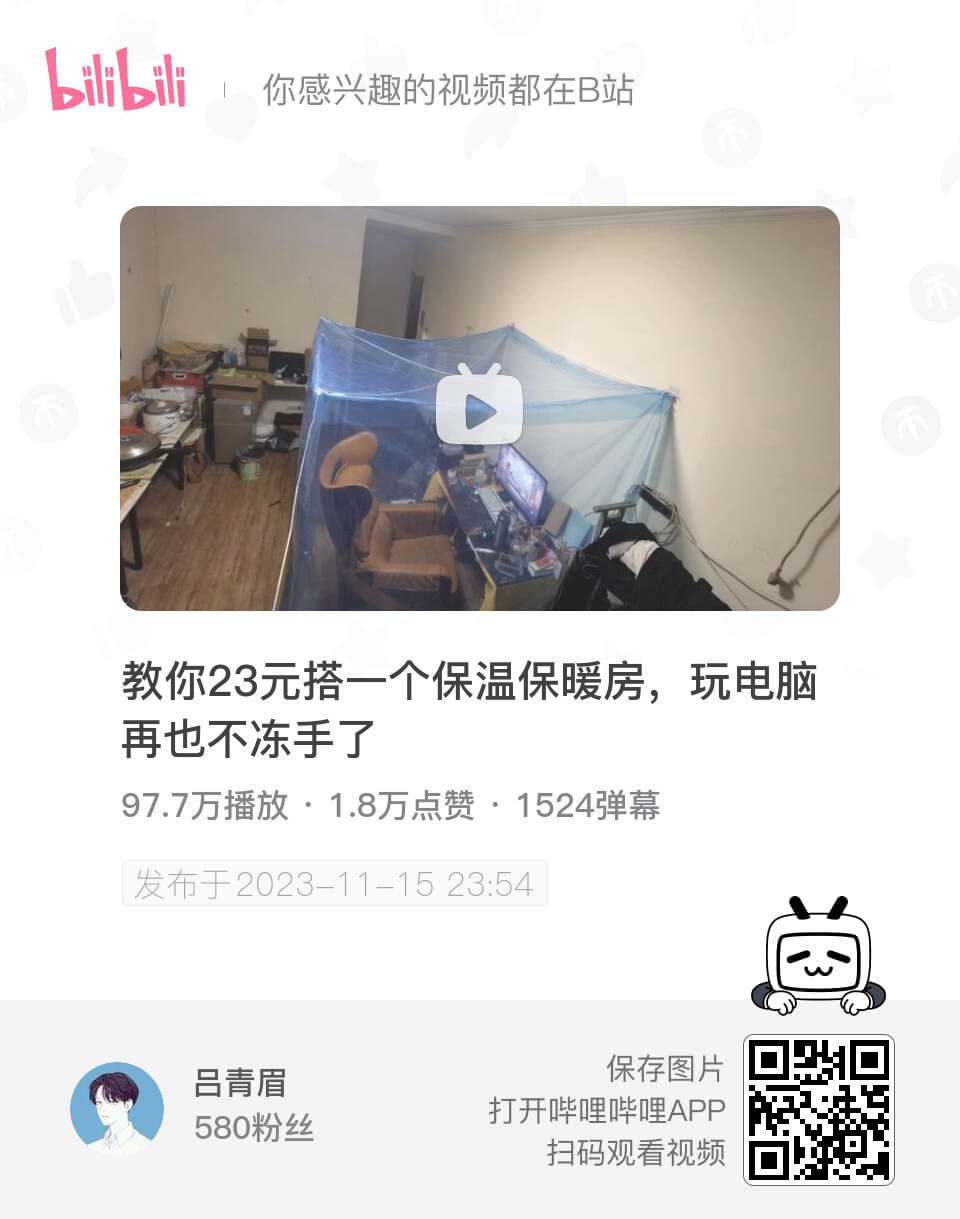 bilibili
你感兴趣的视频都在B站
教你23元搭一个保温保暖房，玩电脑
再也不冻手了
97.7万播放 · 1.8万点赞 · 1524弹幕
发布于2023-11-15 23:54
吕青眉
580粉丝
保存图片
打开哔哩哔哩APP
扫码观看视频